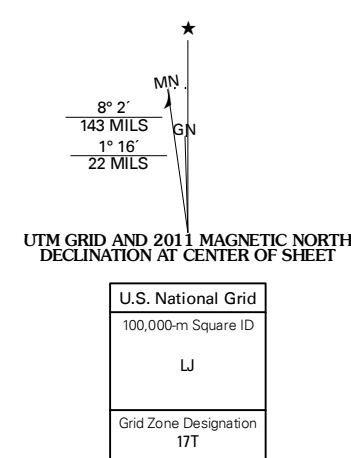 ★
MN
8° 2´
143 MILS
GN
1° 16´
22 MILS
UTM GRID AND 2011 MAGNETIC NORTH
DECLINATION AT CENTER OF SHEET
U.S. National Grid
100,000-m Square ID
LJ
Grid Zone Designation
17T